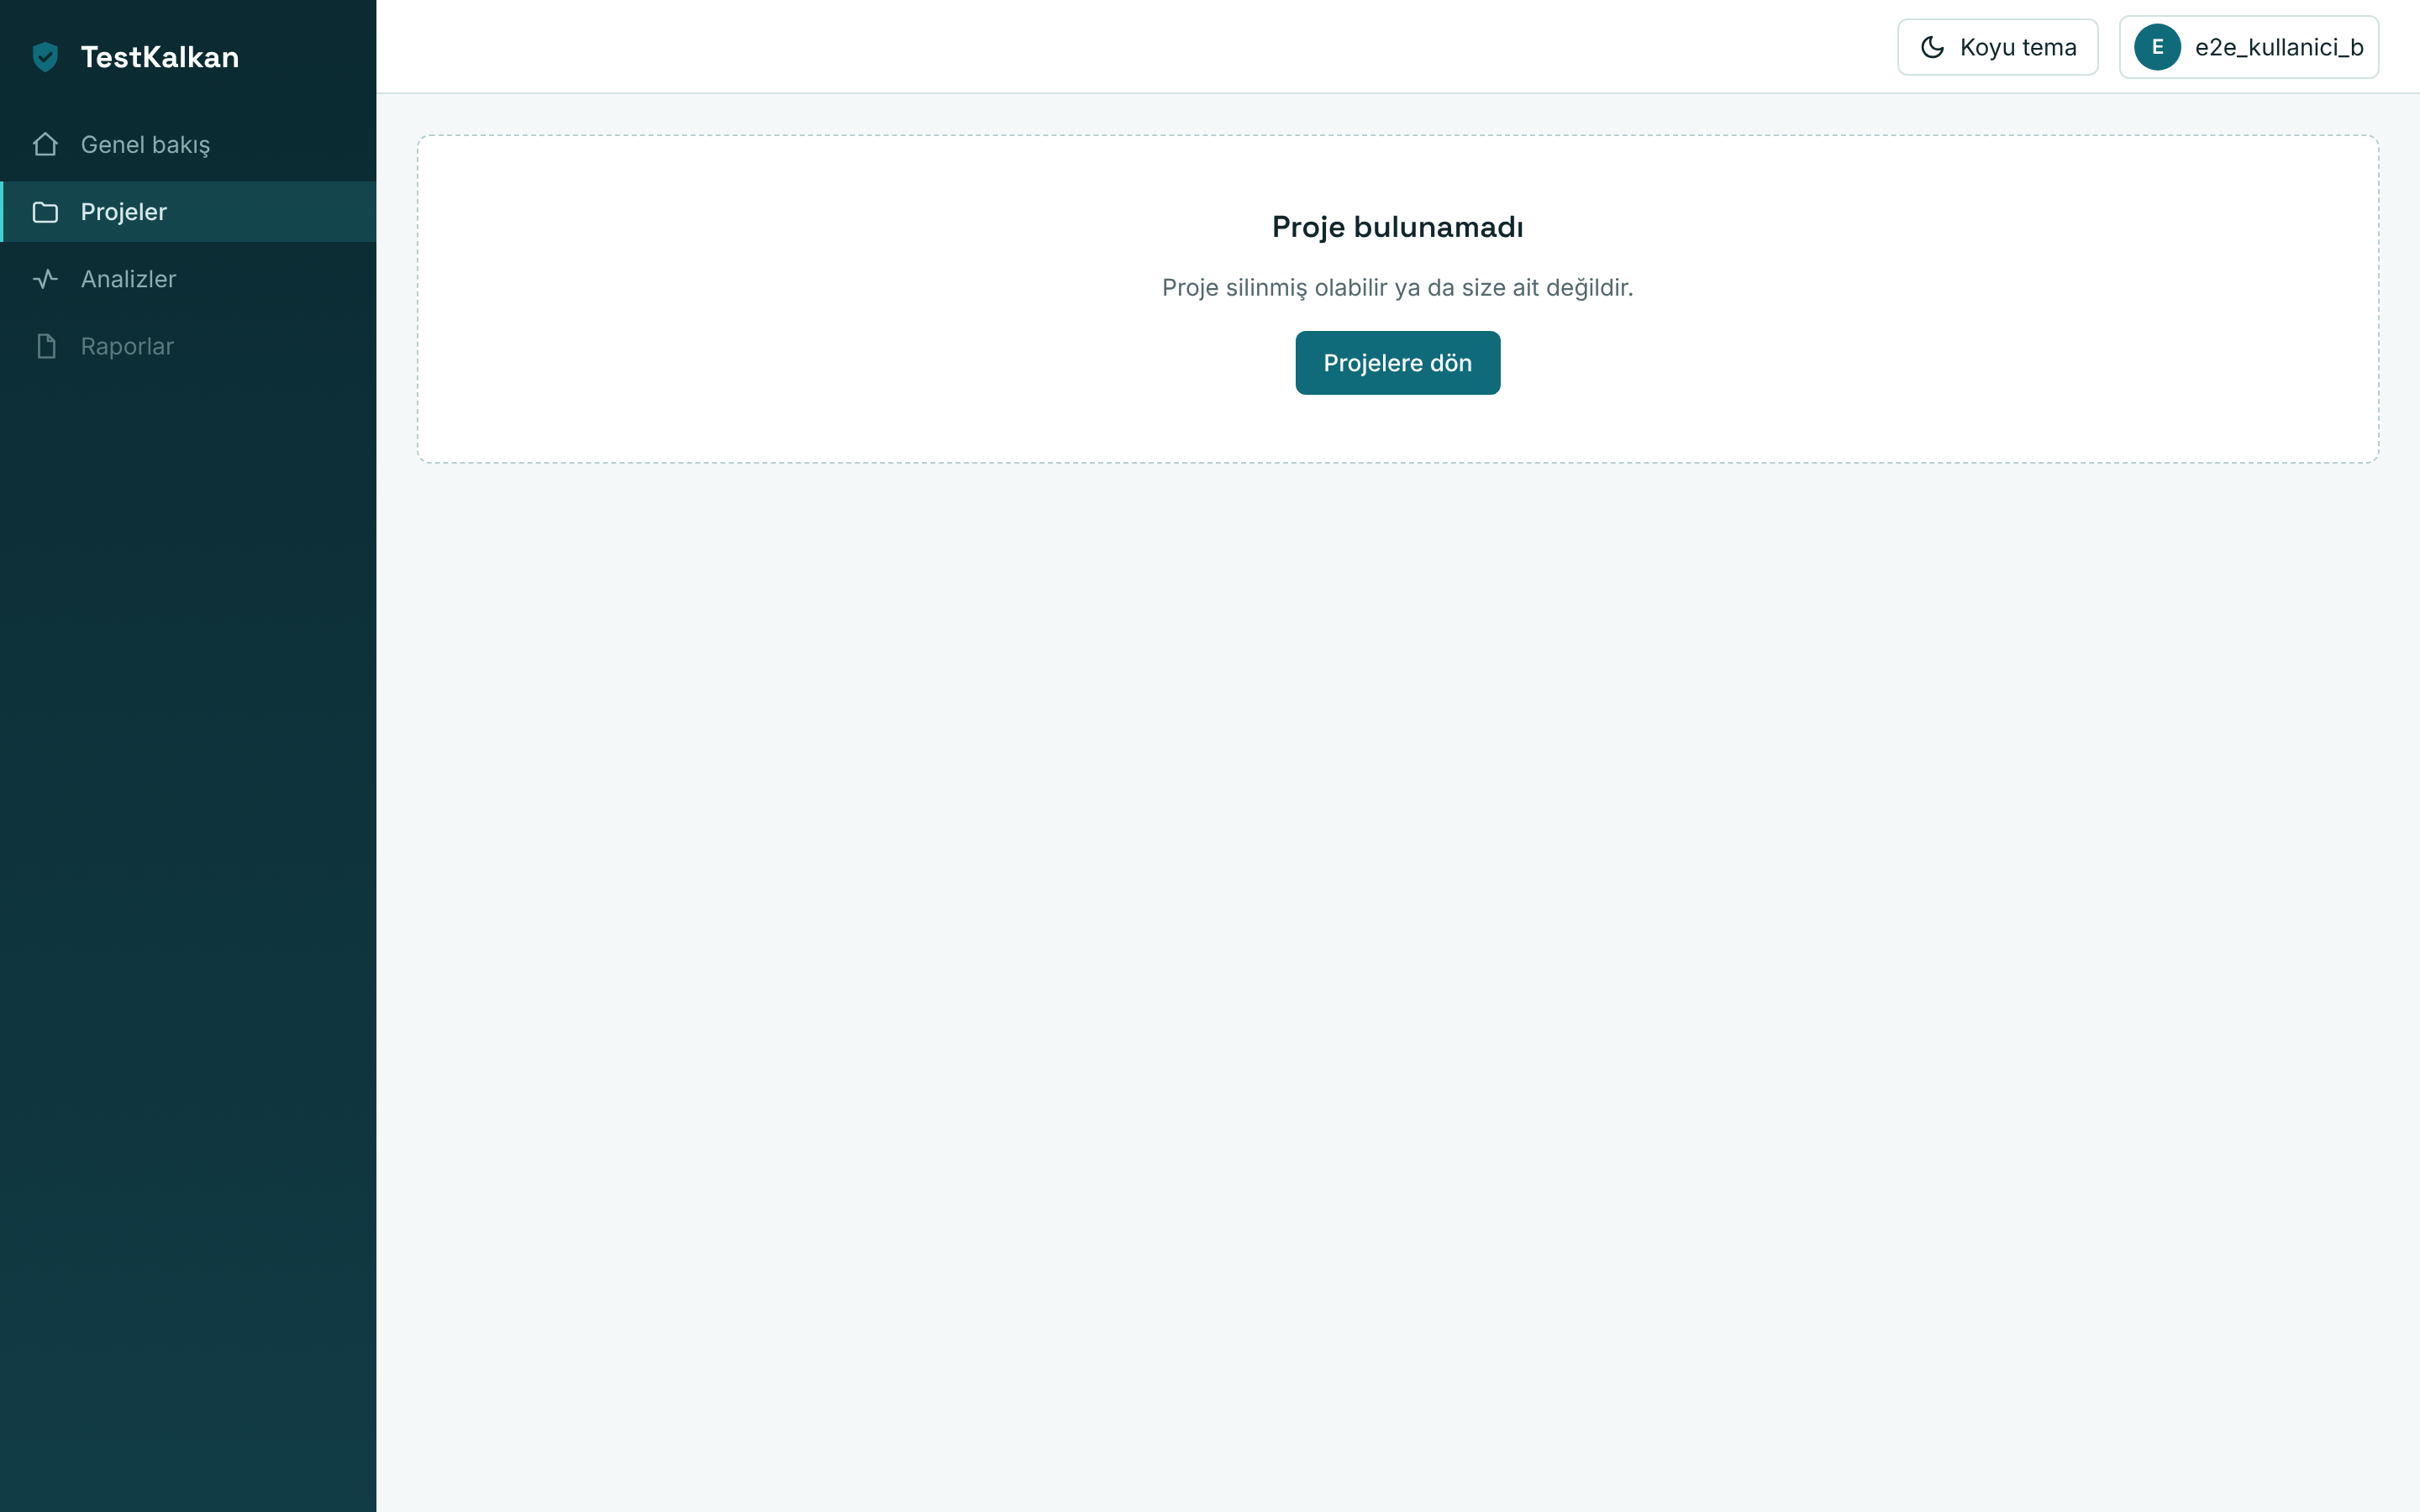 TestKalkan
Genel bakış
Projeler
Analizler
Raporlar
Koyu tema
E
e2e_kullanici_b
Proje bulunamadı
Proje silinmiş olabilir ya da size ait değildir.
Projelere dön